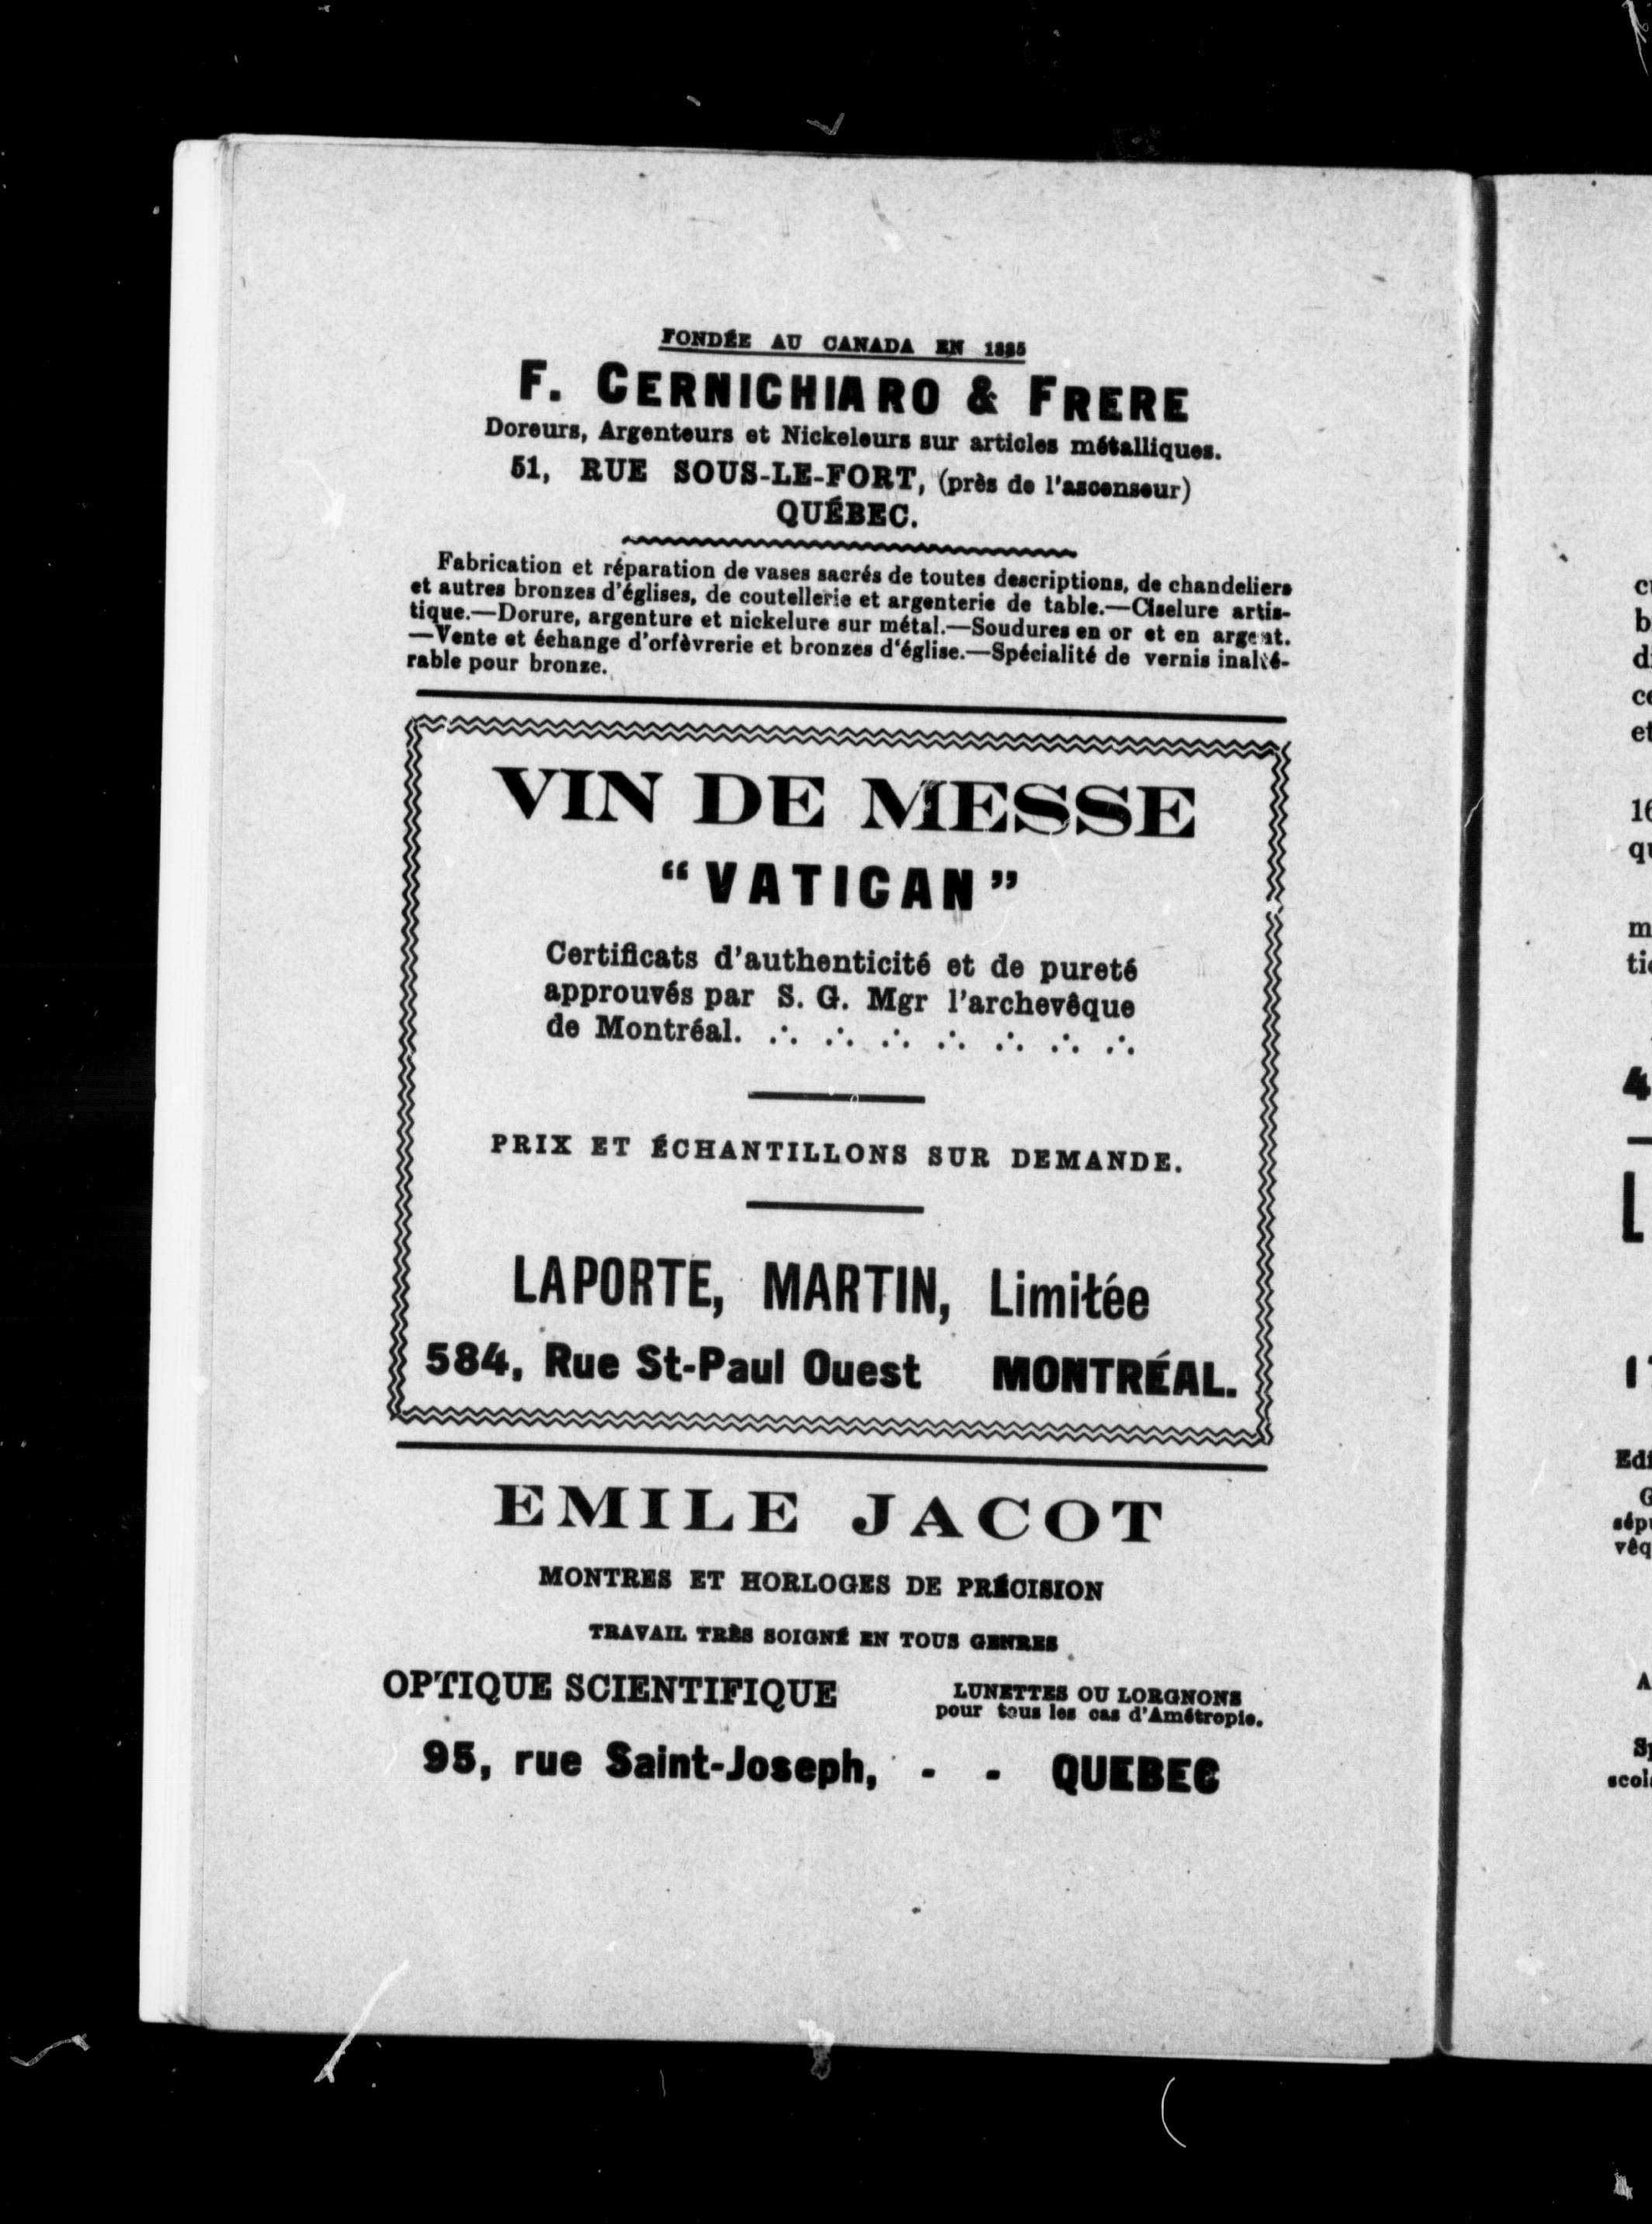 FONDÉE AU CANADA EN 1885
F. CERNICHIARO & FRERE
Doreurs, Argenteurs et Nickeleurs sur articles métalliques.
51, RUE SOUS-LE-FORT, (près de l'ascenseur)
QUÉBEC.
Fabrication et réparation de vases sacrés de toutes descriptions, de chandeliers
et autres bronzes d'églises, de coutellerie et argenterie de table.—Ciselure artis-
tique.—Dorure, argenture et nickelure sur métal.—Soudures en or et en argent.
—Vente et échange d'orfèvrerie et bronzes d'église.—Spécialité de vernis inalté-
rable pour bronze.
VIN DE MESSE
“VATICAN”
Certificats d'authenticité et de pureté
approuvés par S. G. Mgr l'archevêque
de Montréal. ∴ ∴ ∴ ∴ ∴ ∴ ∴
PRIX ET ÉCHANTILLONS SUR DEMANDE.
LAPORTE, MARTIN, Limitée
584, Rue St-Paul Ouest MONTRÉAL.
EMILE JACOT
MONTRES ET HORLOGES DE PRÉCISION
TRAVAIL TRÈS SOIGNÉ EN TOUS GENRES
OPTIQUE SCIENTIFIQUE
LUNETTES OU LORGNONS
pour tous les cas d'Amétropie.
95, rue Saint-Joseph, - - QUEBEC